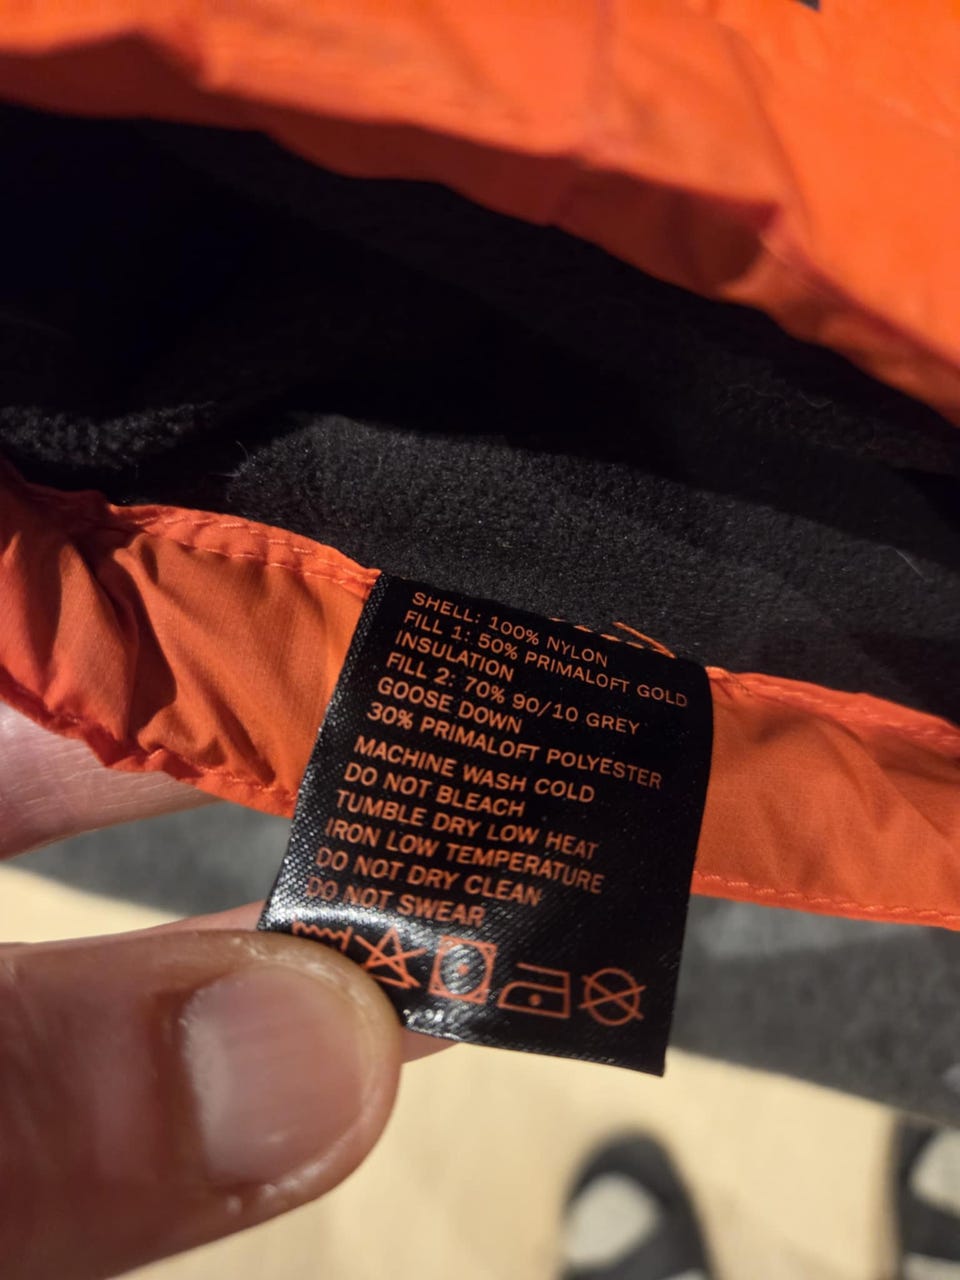 SHELL: 100% NYLON
FILL 1: 50% PRIMALOFT GOLD
INSULATION
FILL 2: 70% 90/10 GREY
GOOSE DOWN
30% PRIMALOFT POLYESTER
MACHINE WASH COLD
DO NOT BLEACH
TUMBLE DRY LOW HEAT
IRON LOW TEMPERATURE
DO NOT DRY CLEAN
DO NOT SWEAR